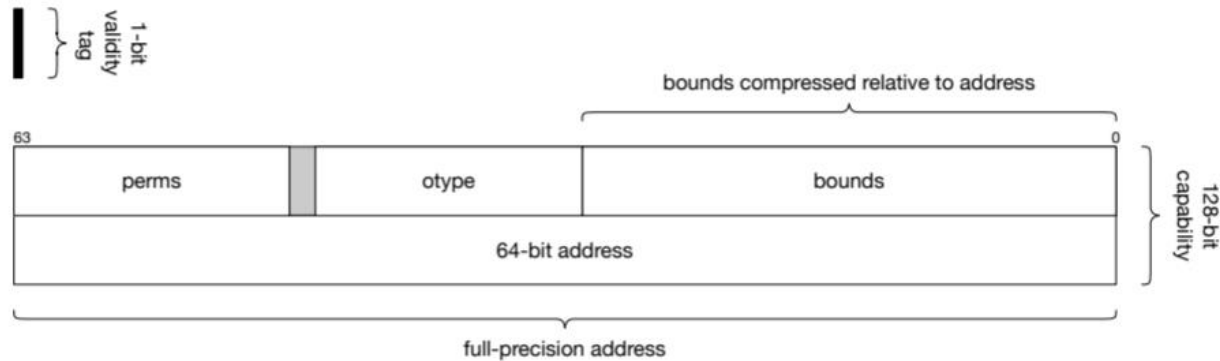 1-bit
validity
tag
bounds compressed relative to address
63
0
perms
otype
bounds
64-bit address
128-bit
capability
full-precision address